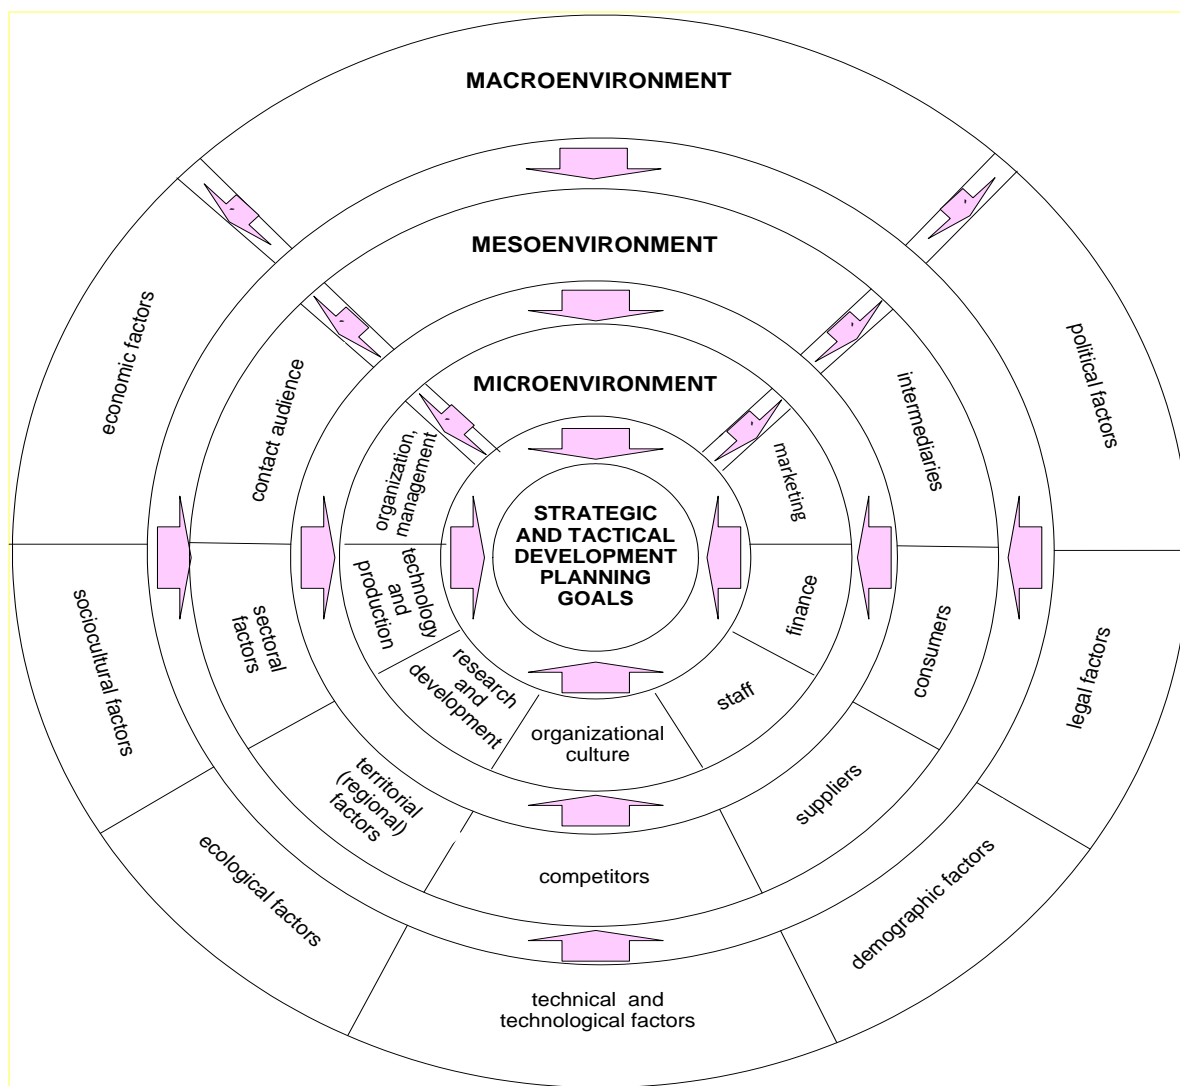 MACROENVIRONMENT
MESOENVIRONMENT
MICROENVIRONMENT
STRATEGIC
AND TACTICAL
DEVELOPMENT
PLANNING
GOALS
economic factors
political factors
sociocultural factors
legal factors
ecological factors
demographic factors
technical and
technological factors
contact audience
intermediaries
sectoral
factors
consumers
territorial
(regional)
factors
suppliers
competitors
organization,
management
marketing
technology
and
production
finance
research
and
development
staff
organizational
culture